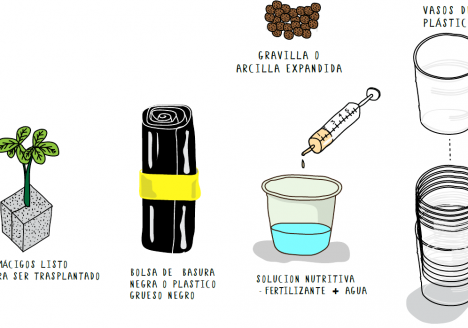 MACIGOS LISTO
RA SER TRASPLANTADO
BOLSA DE BASURA
NEGRA O PLASTICO
GRUESO NEGRO
GRAVILLA O
ARCILLA EXPANDIDA
SOLUCION NUTRITIVA
- FERTILIZANTE + AGUA
VASOS D
PLÁSTIC